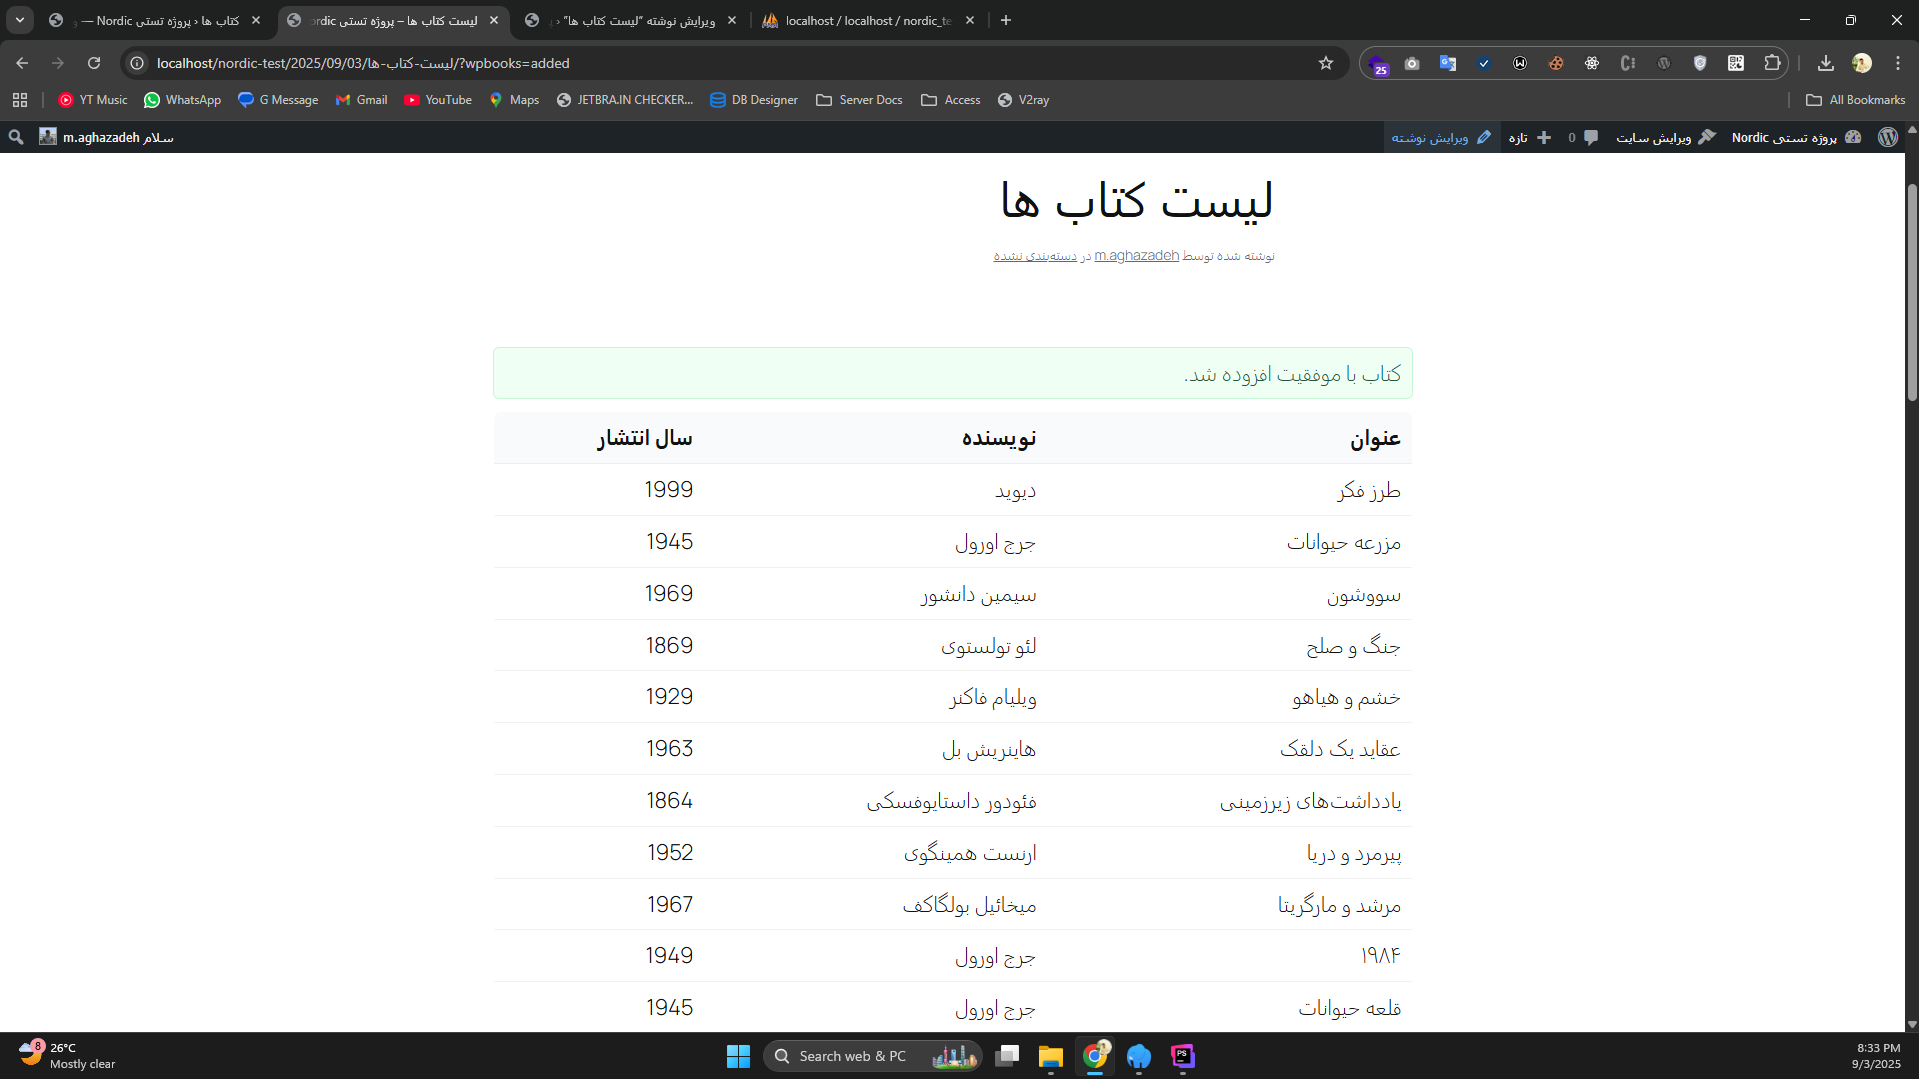 کتاب ها ‹ پروژه تستی Nordic —
لیست کتاب ها – پروژه تستی
ویرایش نوشته "لیست کتاب ها" ‹
localhost / localhost / nordic_te
localhost/nordic-test/2025/09/03/لیست-کتاب-ها/?wpbooks=added
25
YT Music
WhatsApp
G Message
Gmail
YouTube
Maps
JETBRA.IN CHECKER...
DB Designer
Server Docs
Access
V2ray
All Bookmarks
پروژه تستی Nordic
ویرایش سایت
0
تازه
ویرایش نوشته
سلام m.aghazadeh
لیست کتاب ها
نوشته شده توسط m.aghazadeh در دسته‌بندی نشده
کتاب با موفقیت افزوده شد.
عنوان نویسنده سال انتشار
طرز فکر دیوید 1999
مزرعه حیوانات جرج اورول 1945
سووشون سیمین دانشور 1969
جنگ و صلح لئو تولستوی 1869
خشم و هیاهو ویلیام فاکنر 1929
عقاید یک دلقک هاینریش بل 1963
یادداشت‌های زیرزمینی فئودور داستایوفسکی 1864
پیرمرد و دریا ارنست همینگوی 1952
مرشد و مارگریتا میخائیل بولگاکف 1967
۱۹۸۴ جرج اورول 1949
قلعه حیوانات جرج اورول 1945
8
26°C
Mostly clear
Search web & PC
PS
8:33 PM
9/3/2025